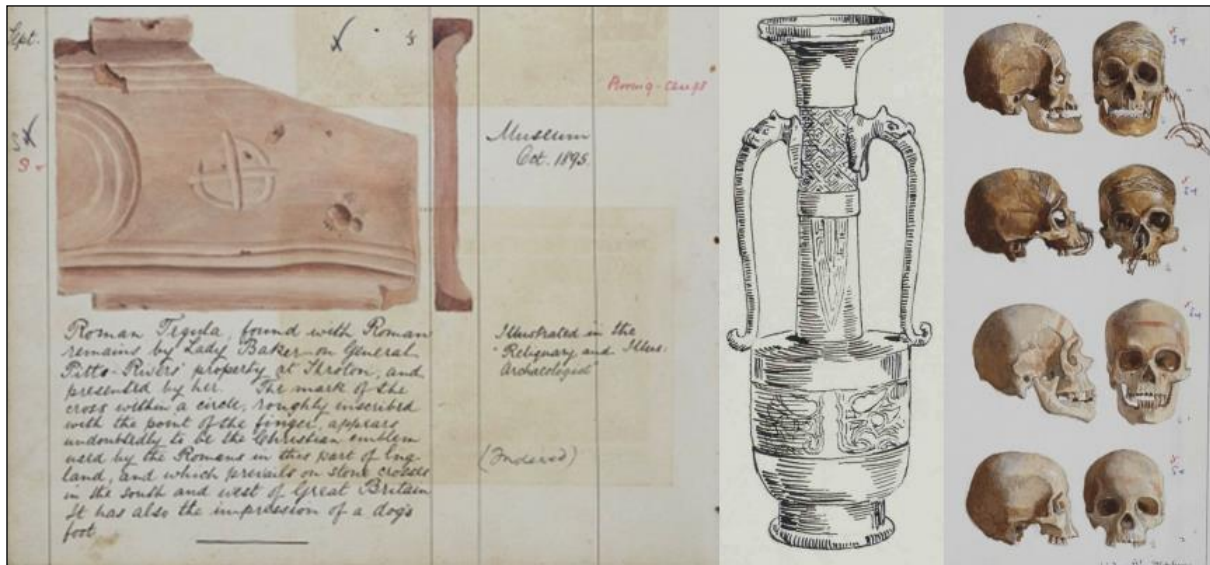 Sept.
Museum
Oct. 1895.
Roman Tegula, found with Roman
remains by Lady Baker on General
Pitt-Rivers' property at Shroton, and
presented by her. The mark of the
cross within a circle, roughly inscribed
with the point of the finger, appears
undoubtedly to be the Christian emblem
used by the Romans in this part of Eng-
land, and which prevails on stone crosses
in the south and west of Great Britain
It has also the impression of a dog's
foot
Illustrated in the
"Reliquary and Illus.
Archaeologist"
(Indexed)